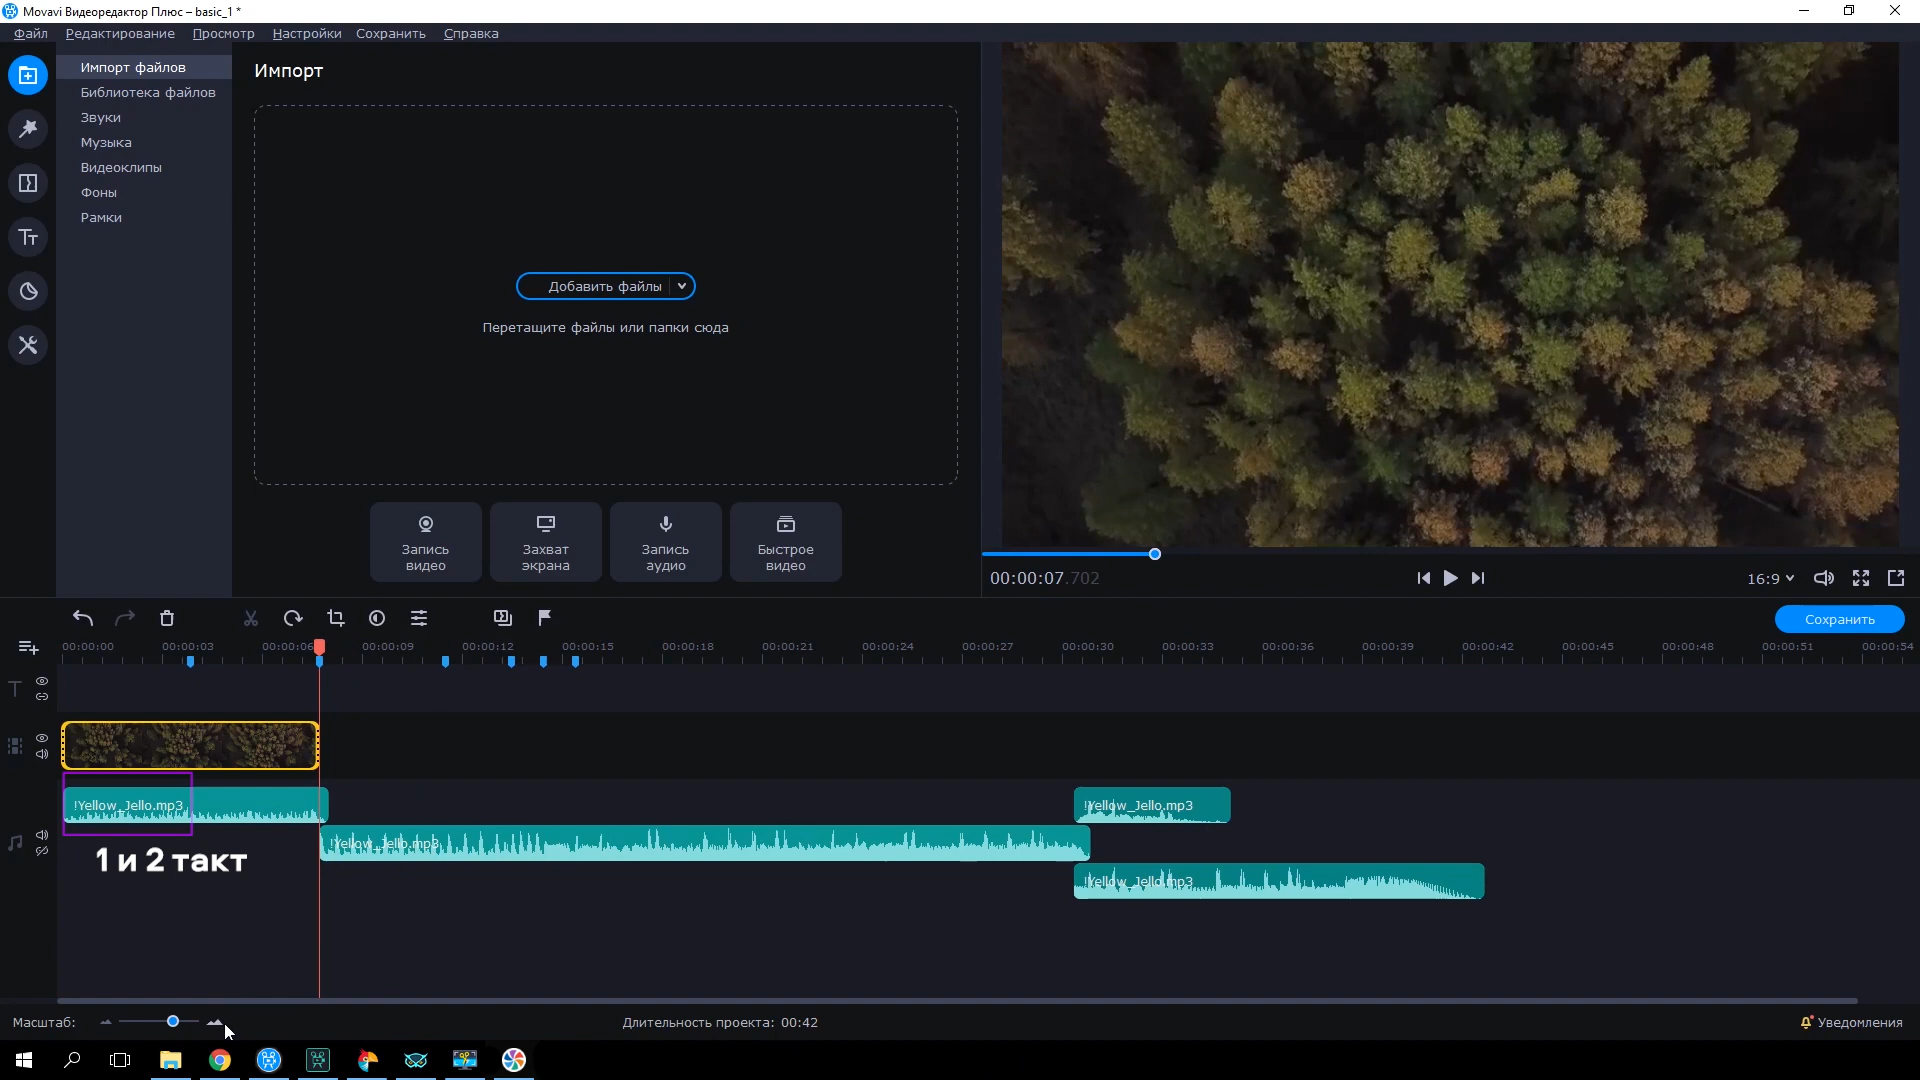 Movavi Видеоредактор Плюс – basic_1 *
Файл Редактирование Просмотр Настройки Сохранить Справка
Импорт файлов
Библиотека файлов
Звуки
Музыка
Видеоклипы
Фоны
Рамки
Импорт
Добавить файлы
Перетащите файлы или папки сюда
Запись видео
Захват экрана
Запись аудио
Быстрое видео
00:00:07.702
16:9
Сохранить
00:00:00 00:00:03 00:00:06 00:00:09 00:00:12 00:00:15 00:00:18 00:00:21 00:00:24 00:00:27 00:00:30 00:00:33 00:00:36 00:00:39 00:00:42 00:00:45 00:00:48 00:00:51 00:00:54
!Yellow_Jello.mp3
!Yellow_Jello.mp3
!Yellow_Jello.mp3
!Yellow_Jello.mp3
1 и 2 такт
Масштаб:
Длительность проекта: 00:42
Уведомления